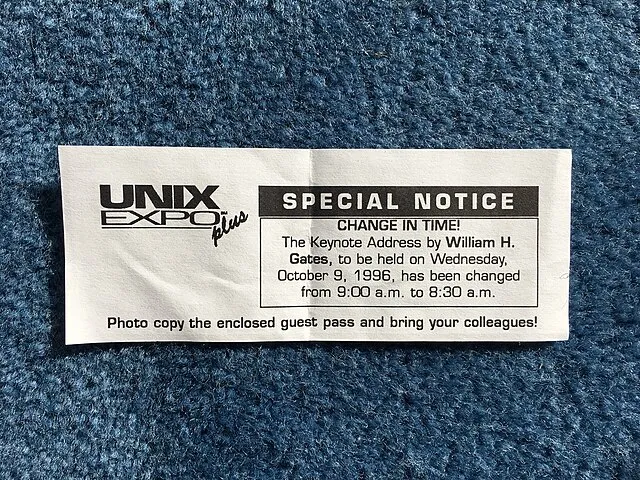 UNIX
EXPO™
plus
SPECIAL NOTICE
CHANGE IN TIME!
The Keynote Address by William H.
Gates, to be held on Wednesday,
October 9, 1996, has been changed
from 9:00 a.m. to 8:30 a.m.
Photo copy the enclosed guest pass and bring your colleagues!